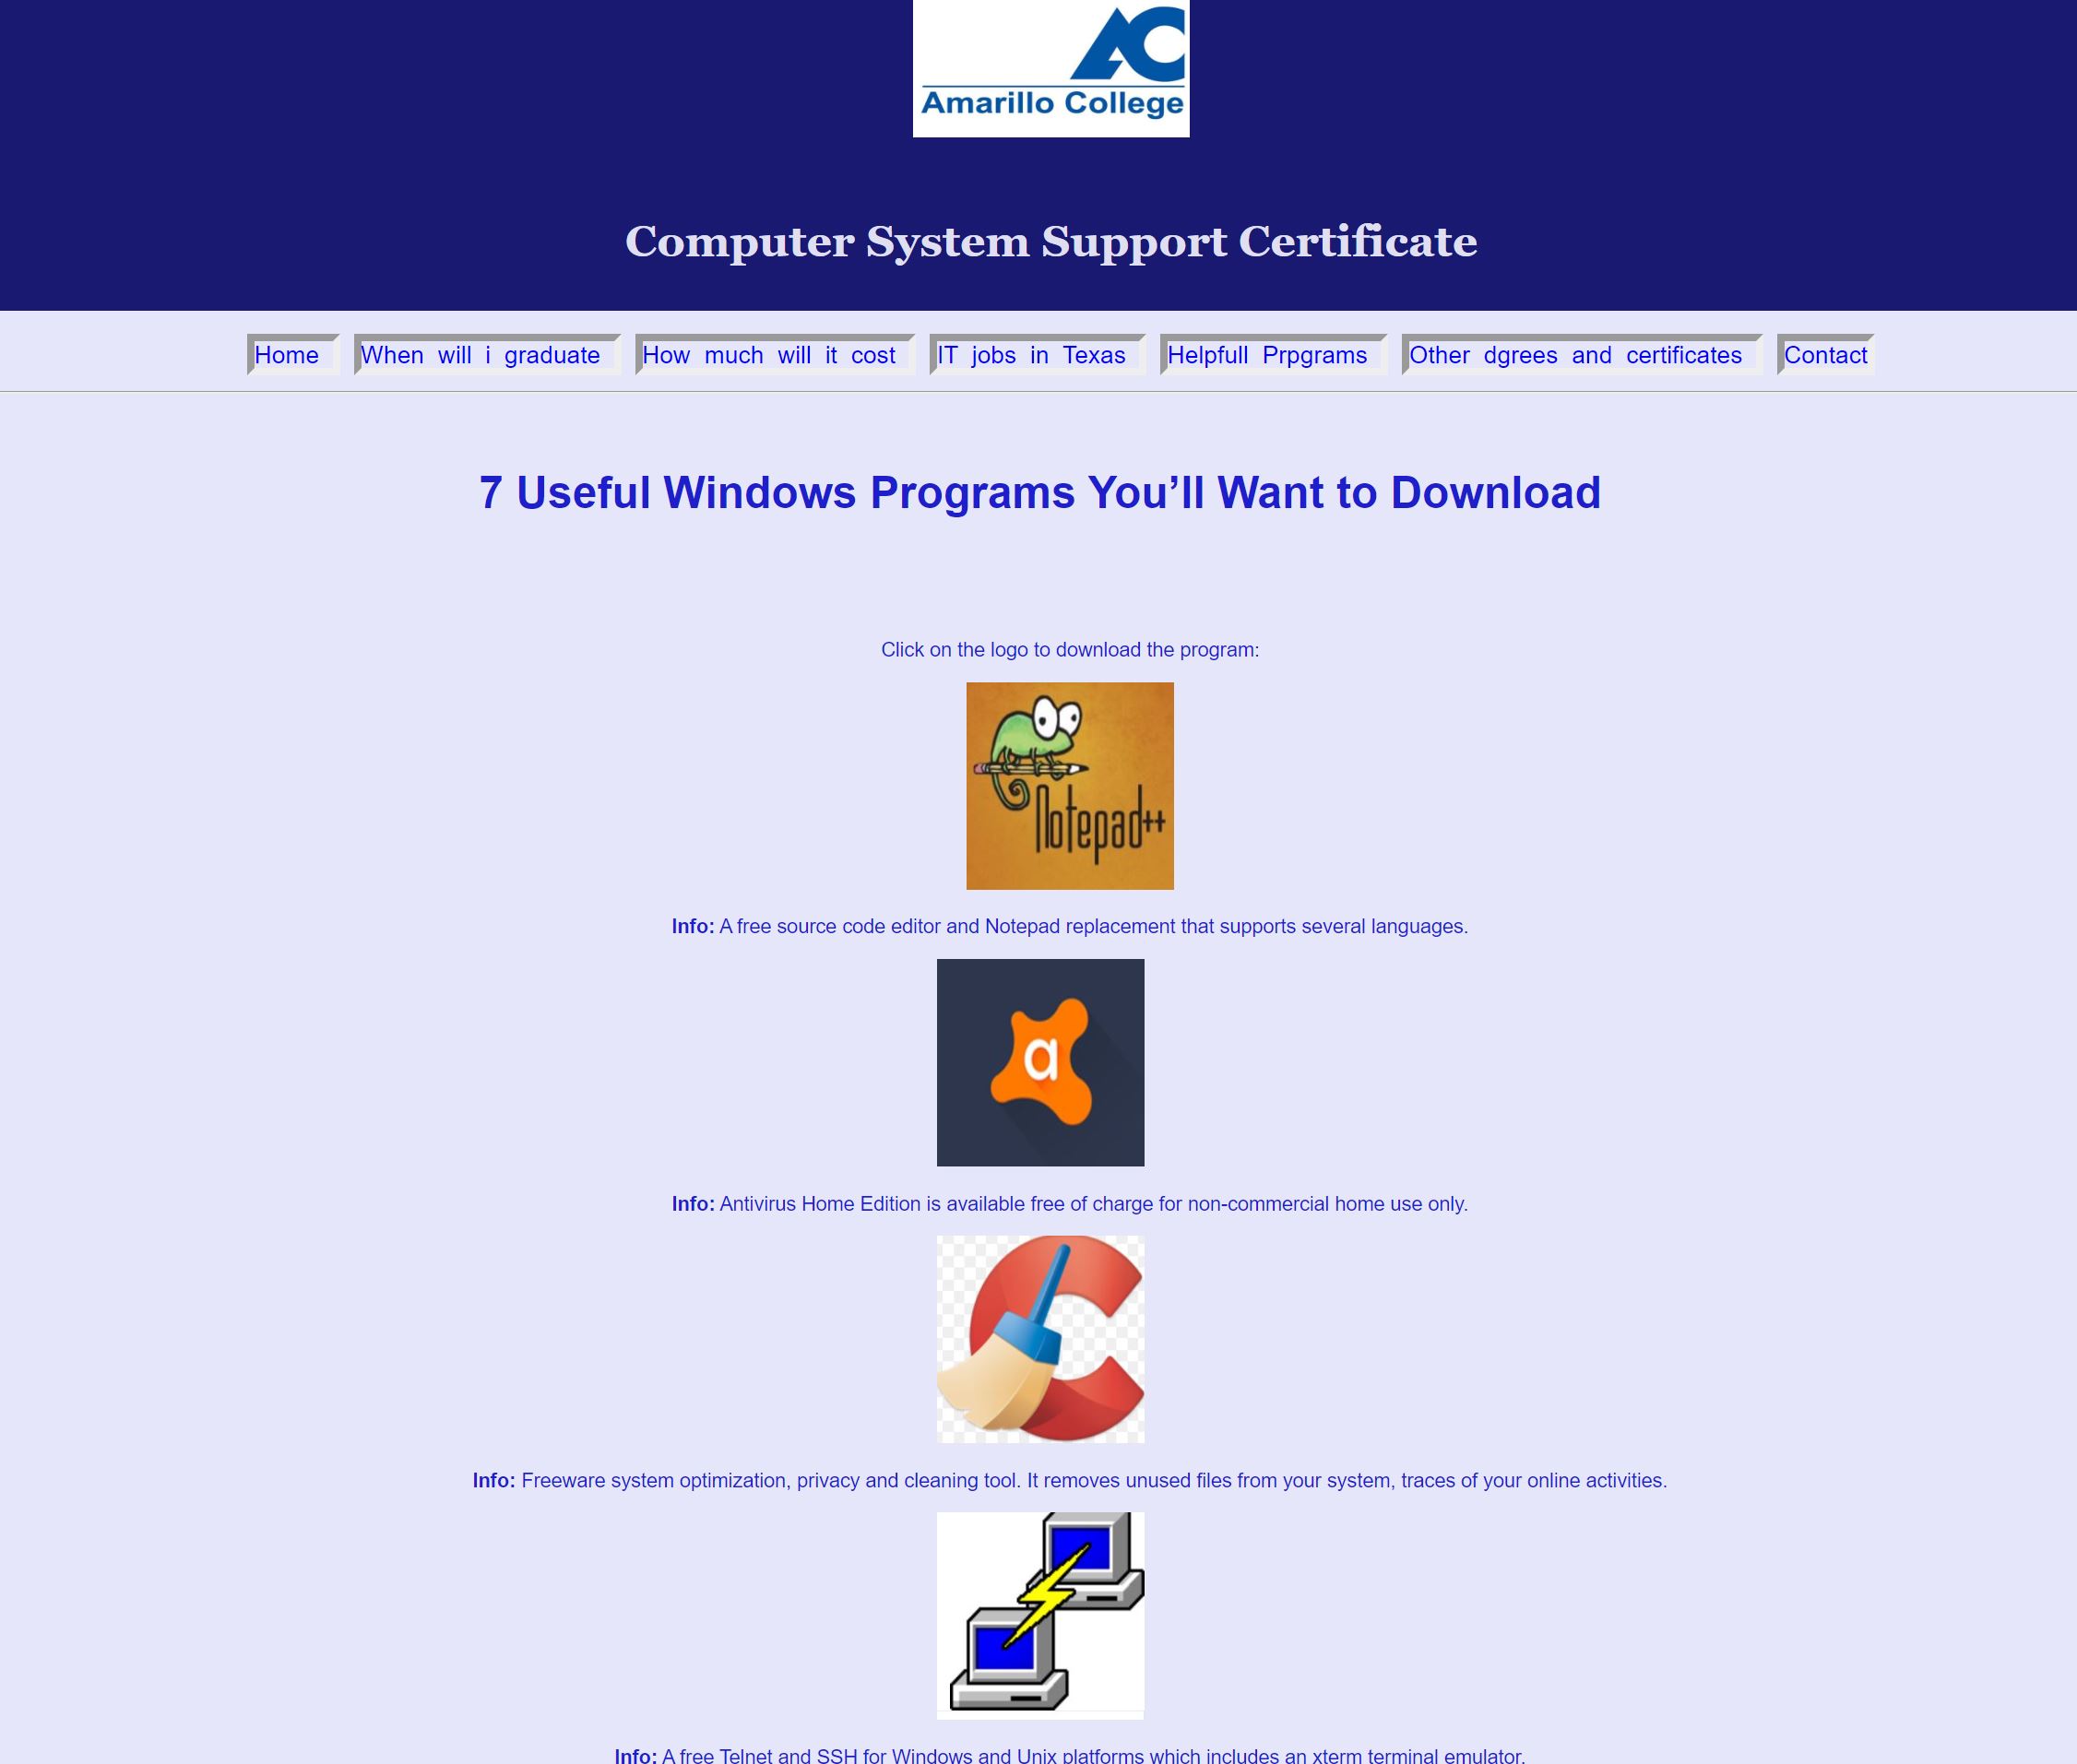 AC
Amarillo College
Computer System Support Certificate
Home When will i graduate How much will it cost IT jobs in Texas Helpfull Prpgrams Other dgrees and certificates Contact
7 Useful Windows Programs You’ll Want to Download
Click on the logo to download the program:
Notepad++
Info: A free source code editor and Notepad replacement that supports several languages.
a
Info: Antivirus Home Edition is available free of charge for non-commercial home use only.
Info: Freeware system optimization, privacy and cleaning tool. It removes unused files from your system, traces of your online activities.
Info: A free Telnet and SSH for Windows and Unix platforms which includes an xterm terminal emulator.